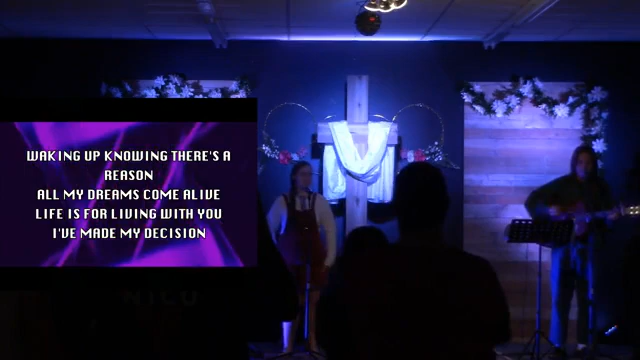 WAKING UP KNOWING THERE'S A
REASON
ALL MY DREAMS COME ALIVE
LIFE IS FOR LIVING WITH YOU
I'VE MADE MY DECISION